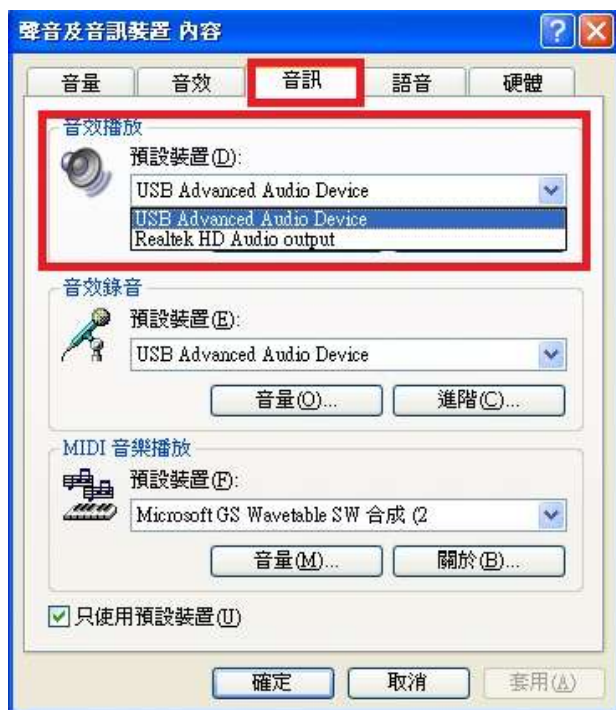 聲音及音訊裝置 內容
音量 音效 音訊 語音 硬體
音效播放
預設裝置(D):
USB Advanced Audio Device
USB Advanced Audio Device
Realtek HD Audio output
音效錄音
預設裝置(E):
USB Advanced Audio Device
音量(O)... 進階(C)...
MIDI 音樂播放
預設裝置(F):
Microsoft GS Wavetable SW 合成 (2
音量(M)... 關於(B)...
只使用預設裝置(U)
確定 取消 套用(A)